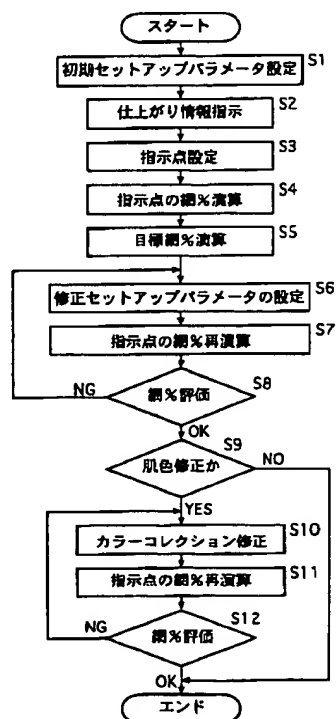 スタート
S1
初期セットアップパラメータ設定
S2
仕上がり情報指示
S3
指示点設定
S4
指示点の網%演算
S5
目標網%演算
S6
修正セットアップパラメータの設定
S7
指示点の網%再演算
S8
網%評価
NG
OK
S9
肌色修正か
NO
YES
S10
カラーコレクション修正
S11
指示点の網%再演算
S12
網%評価
NG
OK
エンド